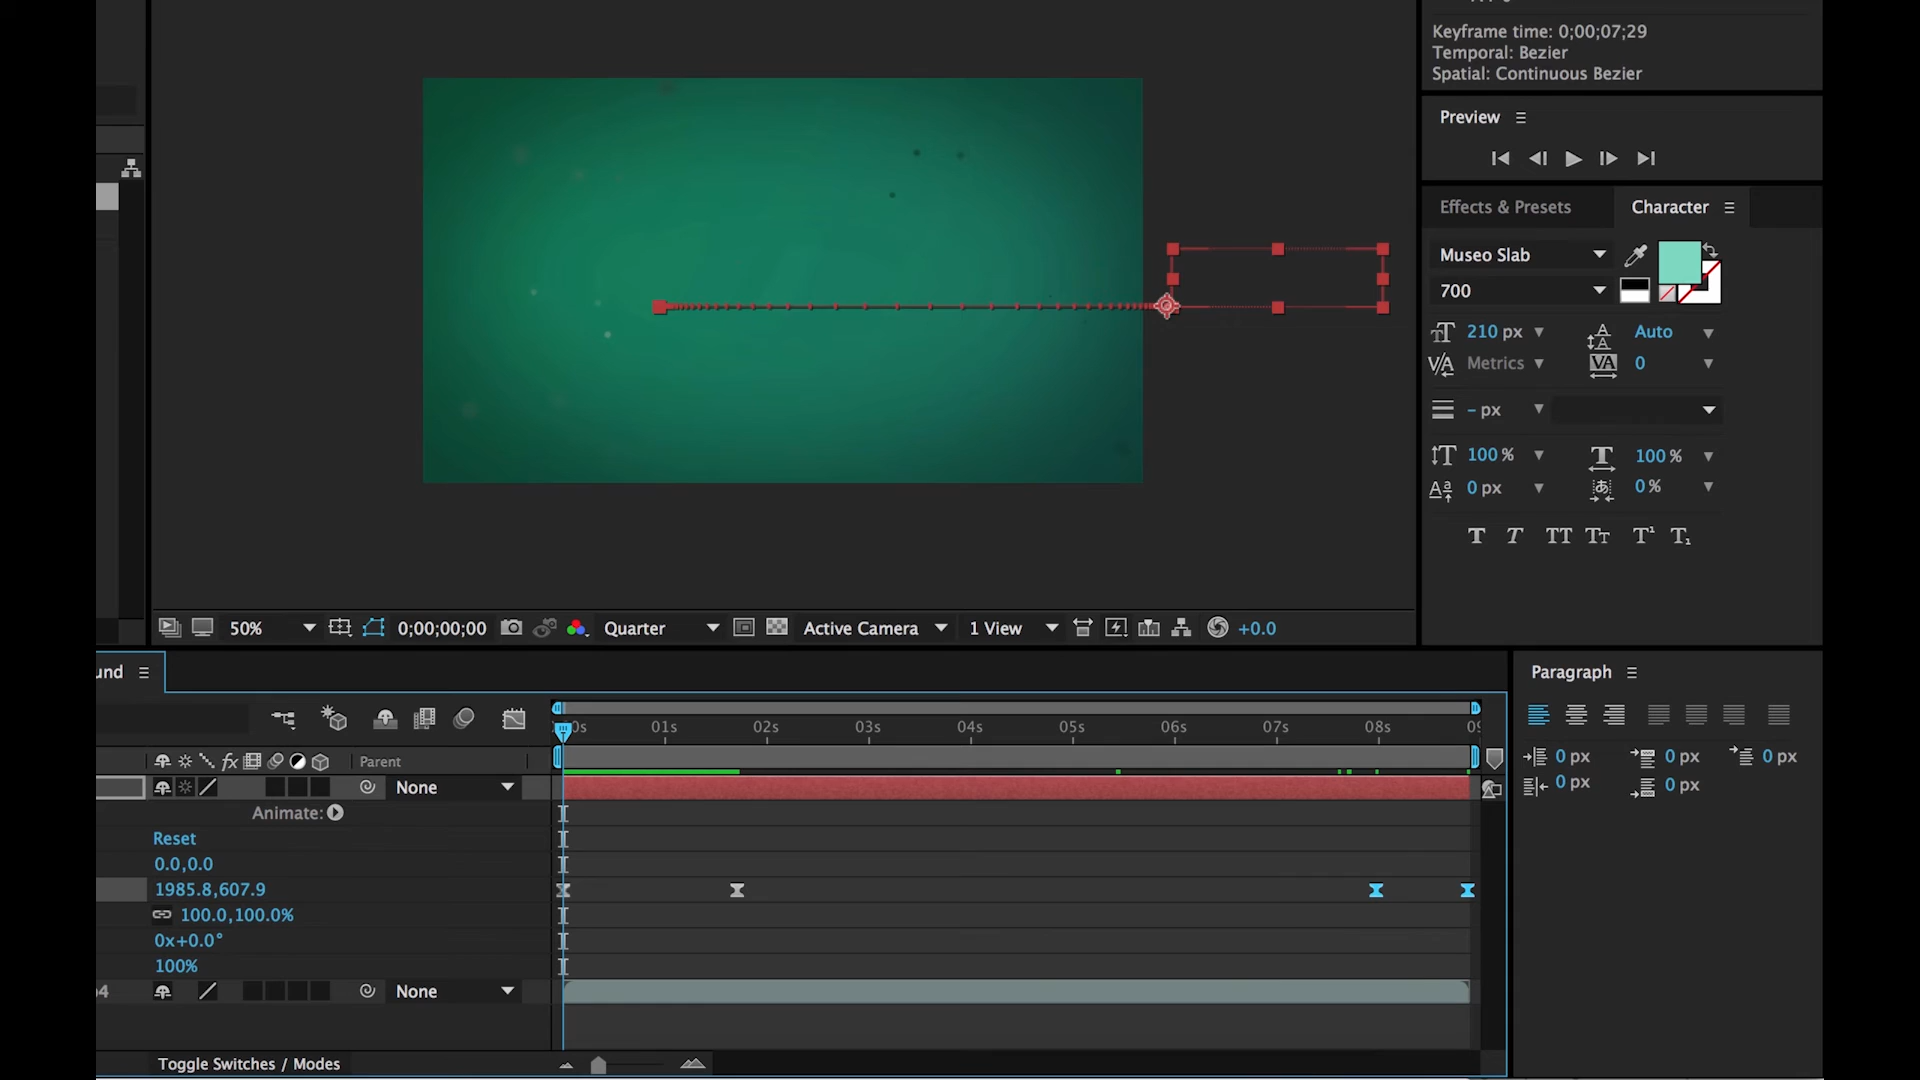 Keyframe time: 0;00;07;29
Temporal: Bezier
Spatial: Continuous Bezier
Preview
Effects & Presets Character
Museo Slab
700
210 px Auto
Metrics 0
- px
100 % 100 %
0 px 0 %
50% 0;00;00;00 Quarter Active Camera 1 View +0.0
und
Paragraph
0s 01s 02s 03s 04s 05s 06s 07s 08s 09
0 px 0 px 0 px
0 px 0 px
Parent
None
Animate:
Reset
0.0,0.0
1985.8,607.9
100.0,100.0%
0x+0.0°
100%
4 None
Toggle Switches / Modes